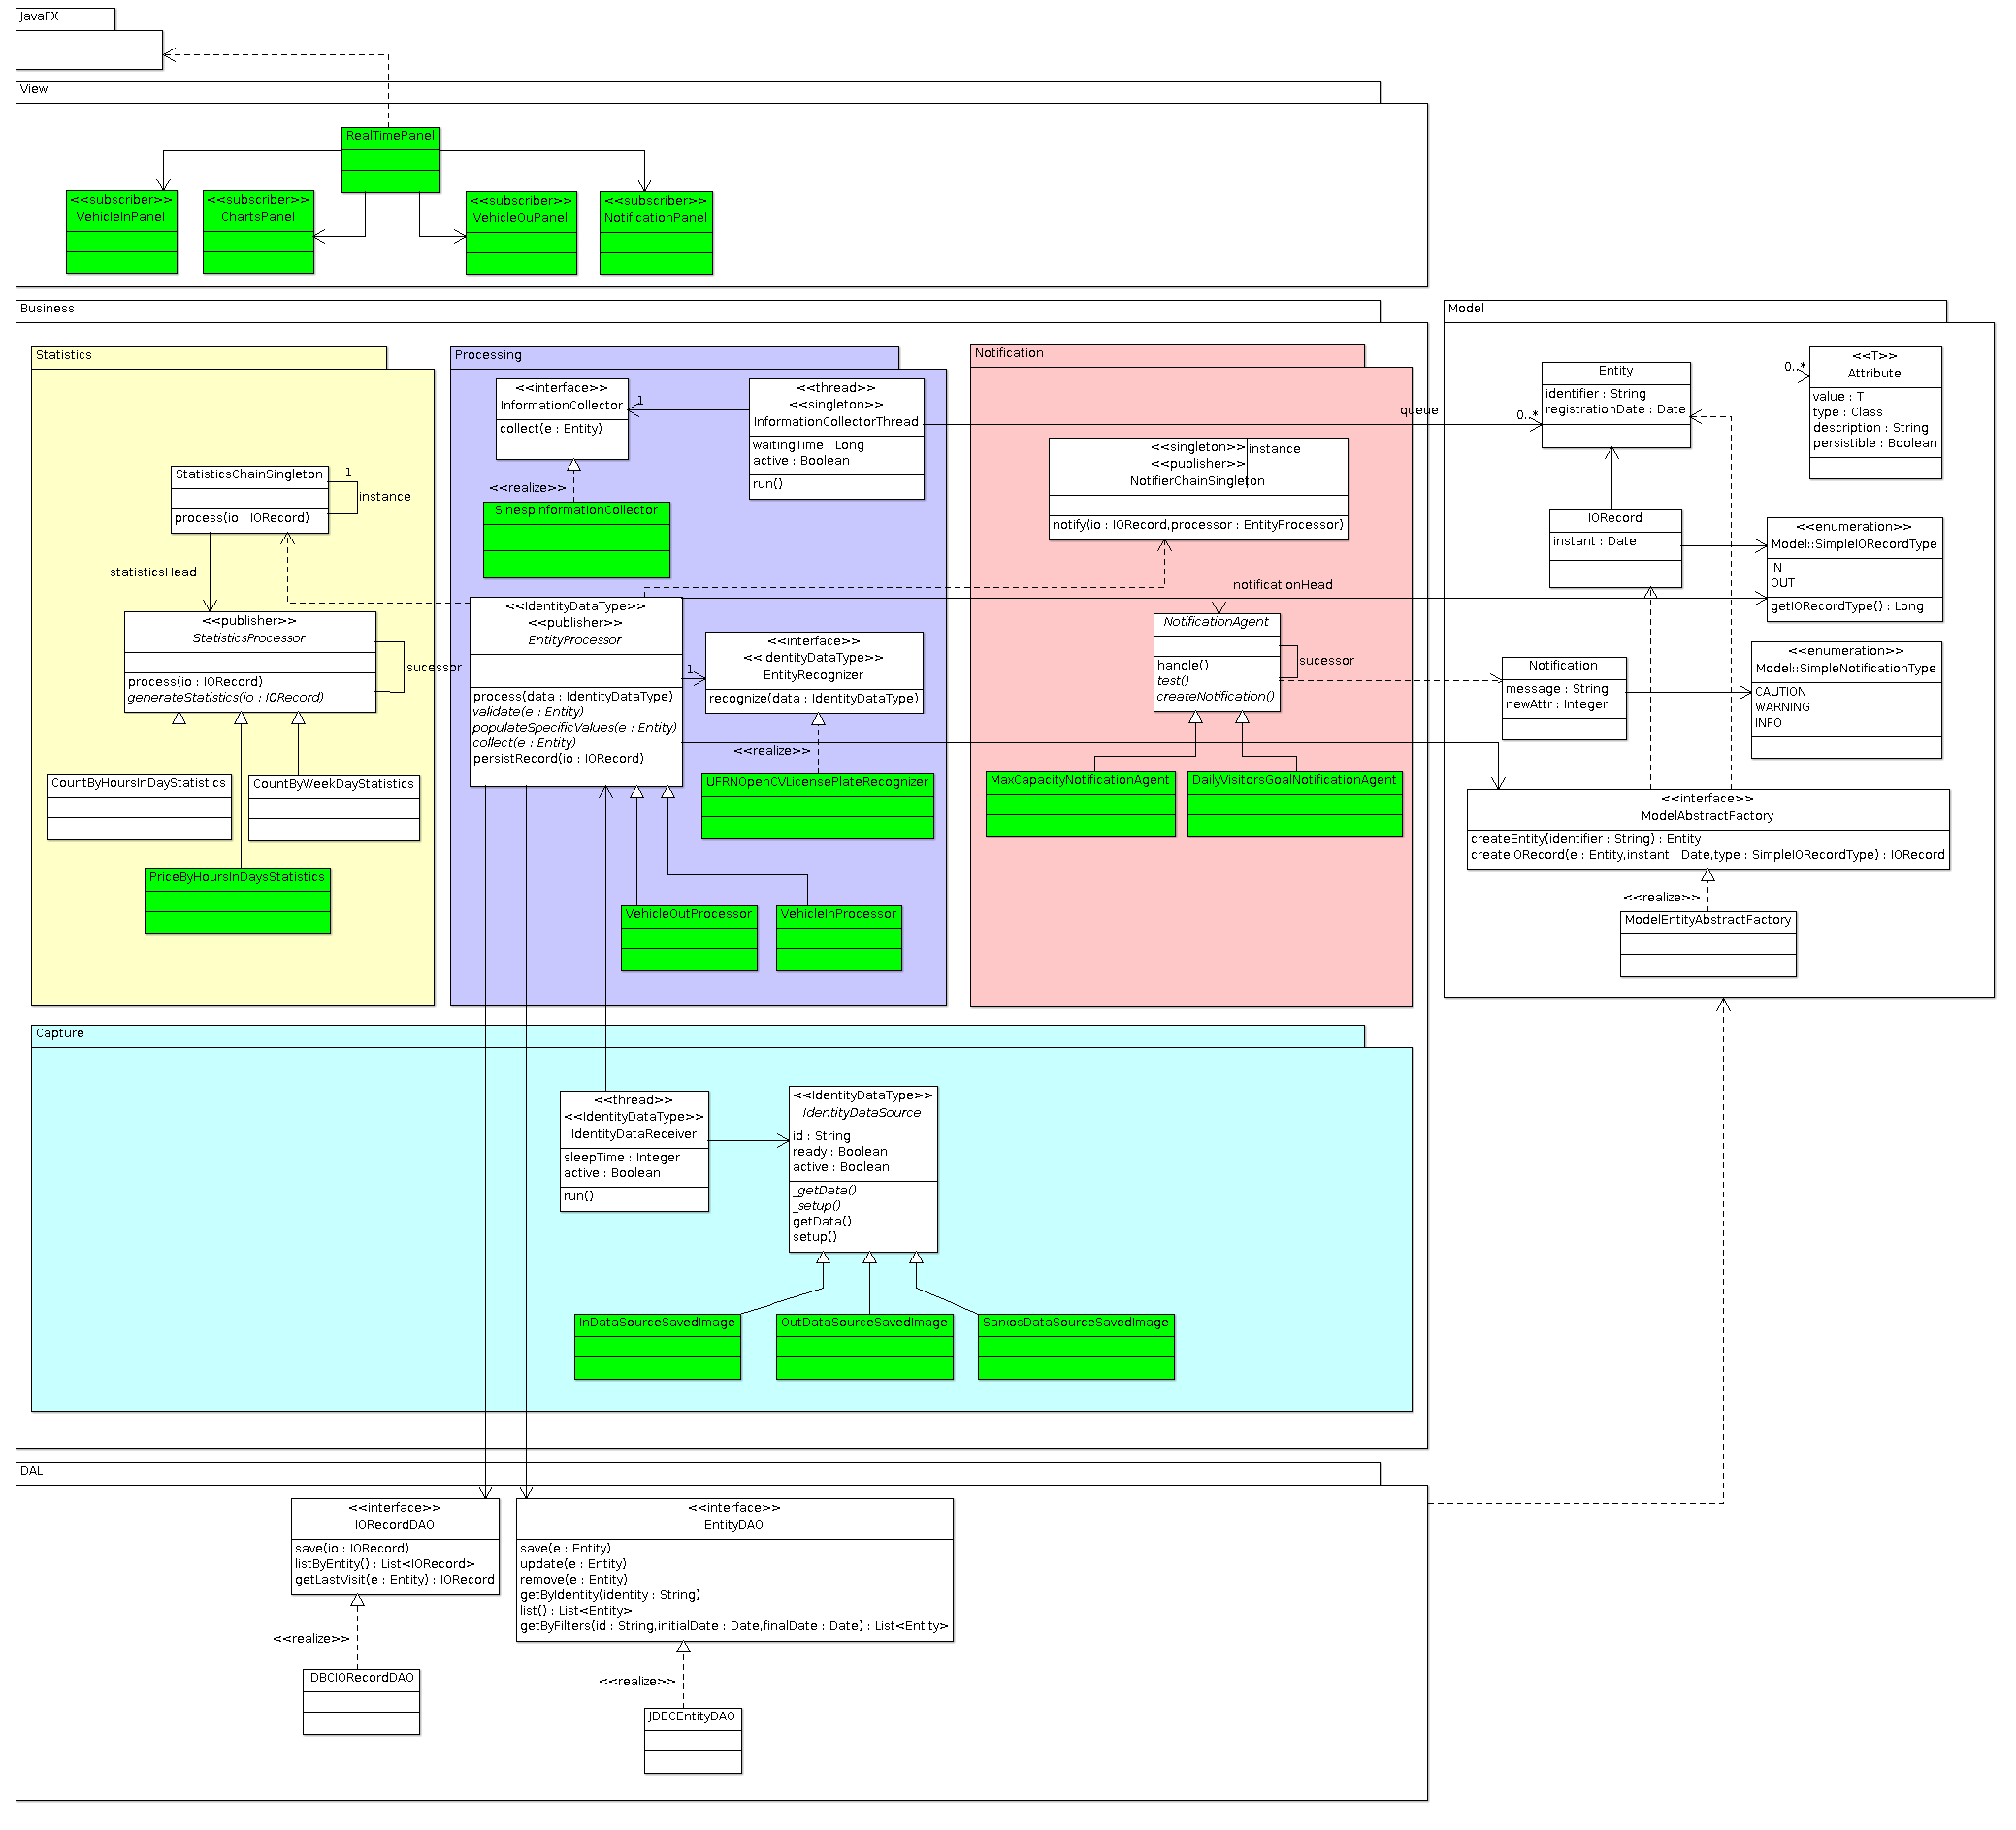 JavaFX
View
RealTimePanel
<<subscriber>>
VehicleInPanel
<<subscriber>>
ChartsPanel
<<subscriber>>
VehicleOuPanel
<<subscriber>>
NotificationPanel
Business
Statistics
StatisticsChainSingleton
process(io : IORecord)
1
instance
statisticsHead
<<publisher>>
StatisticsProcessor
process(io : IORecord)
generateStatistics(io : IORecord)
sucessor
CountByHoursInDayStatistics
CountByWeekDayStatistics
PriceByHoursInDaysStatistics
Processing
<<interface>>
InformationCollector
collect(e : Entity)
1
<<thread>>
<<singleton>>
InformationCollectorThread
waitingTime : Long
active : Boolean
run()
queue
0..*
<<realize>>
SinespInformationCollector
<<IdentityDataType>>
<<publisher>>
EntityProcessor
process(data : IdentityDataType)
validate(e : Entity)
populateSpecificValues(e : Entity)
collect(e : Entity)
persistRecord(io : IORecord)
1
<<interface>>
<<IdentityDataType>>
EntityRecognizer
recognize(data : IdentityDataType)
<<realize>>
UFRNOpenCVLicensePlateRecognizer
VehicleOutProcessor
VehicleInProcessor
Notification
<<singleton>>
<<publisher>>
NotifierChainSingleton
instance
notify(io : IORecord,processor : EntityProcessor)
notificationHead
NotificationAgent
handle()
test()
createNotification()
sucessor
MaxCapacityNotificationAgent
DailyVisitorsGoalNotificationAgent
Model
Entity
identifier : String
registrationDate : Date
0..*
<<T>>
Attribute
value : T
type : Class
description : String
persistible : Boolean
IORecord
instant : Date
<<enumeration>>
Model::SimpleIORecordType
IN
OUT
getIORecordType() : Long
Notification
message : String
newAttr : Integer
<<enumeration>>
Model::SimpleNotificationType
CAUTION
WARNING
INFO
<<interface>>
ModelAbstractFactory
createEntity(identifier : String) : Entity
createIORecord(e : Entity,instant : Date,type : SimpleIORecordType) : IORecord
<<realize>>
ModelEntityAbstractFactory
Capture
<<thread>>
<<IdentityDataType>>
IdentityDataReceiver
sleepTime : Integer
active : Boolean
run()
<<IdentityDataType>>
IdentityDataSource
id : String
ready : Boolean
active : Boolean
_getData()
_setup()
getData()
setup()
InDataSourceSavedImage
OutDataSourceSavedImage
SarxosDataSourceSavedImage
DAL
<<interface>>
IORecordDAO
save(io : IORecord)
listByEntity() : List<IORecord>
getLastVisit(e : Entity) : IORecord
<<realize>>
JDBCIORecordDAO
<<interface>>
EntityDAO
save(e : Entity)
update(e : Entity)
remove(e : Entity)
getByIdentity(identity : String)
list() : List<Entity>
getByFilters(id : String,initialDate : Date,finalDate : Date) : List<Entity>
<<realize>>
JDBCEntityDAO